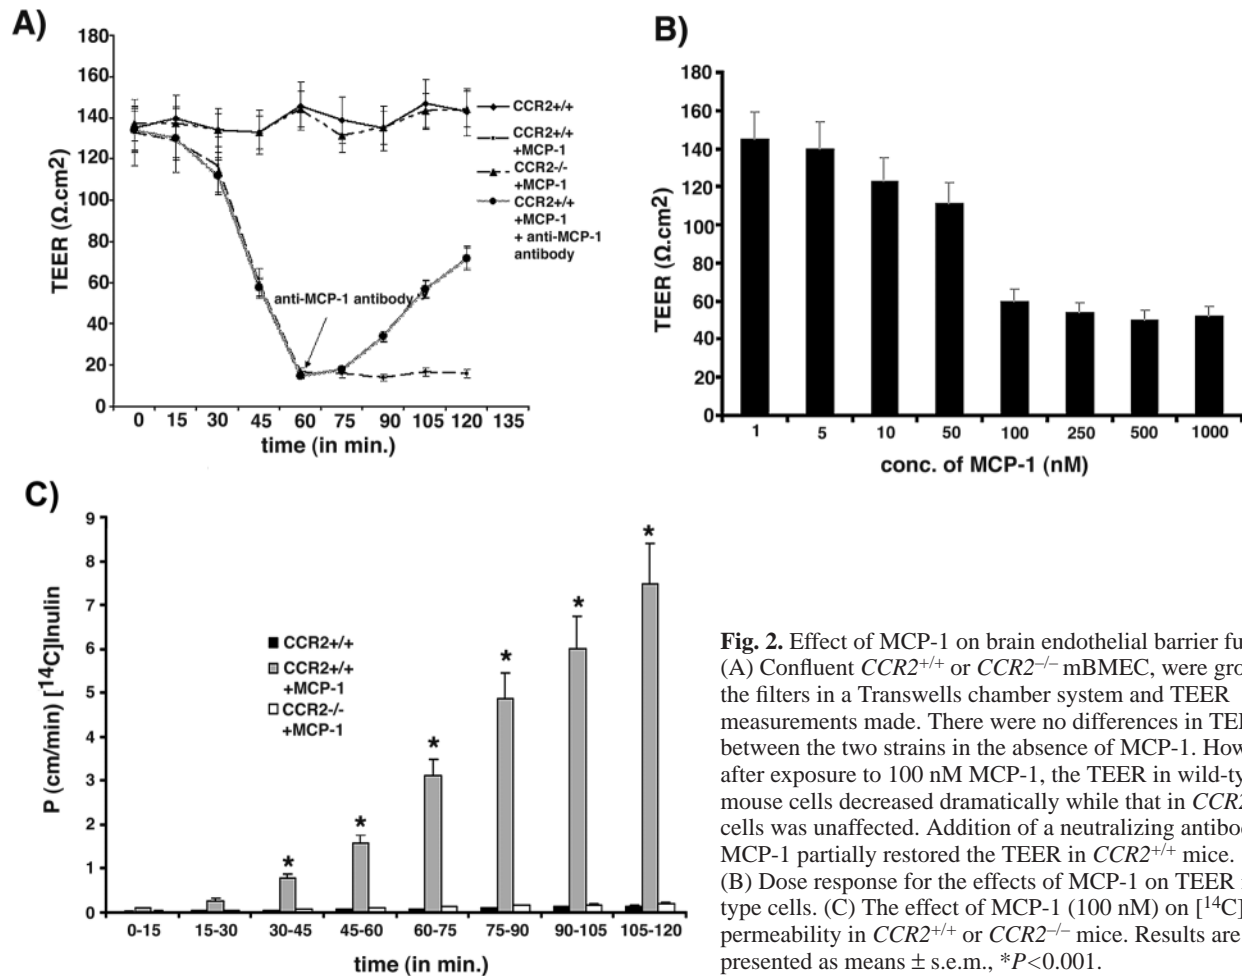 A)
TEER (Ω.cm2)
180
160
140
120
100
80
60
40
20
0
0 15 30 45 60 75 90 105 120 135
time (in min.)
anti-MCP-1 antibody
CCR2+/+
CCR2+/+
+MCP-1
CCR2-/-
+MCP-1
CCR2+/+
+MCP-1
+ anti-MCP-1
antibody
B)
TEER (Ω.cm2)
180
160
140
120
100
80
60
40
20
0
1 5 10 50 100 250 500 1000
conc. of MCP-1 (nM)
C)
P (cm/min) [14C]Inulin
9
8
7
6
5
4
3
2
1
0
CCR2+/+
CCR2+/+
+MCP-1
CCR2-/-
+MCP-1
* * * * * *
0-15 15-30 30-45 45-60 60-75 75-90 90-105 105-120
time (in min.)
Fig. 2. Effect of MCP-1 on brain endothelial barrier
(A) Confluent CCR2+/+ or CCR2–/– mBMEC, were
the filters in a Transwells chamber system and TEER
measurements made. There were no differences in
between the two strains in the absence of MCP-1.
after exposure to 100 nM MCP-1, the TEER in
mouse cells decreased dramatically while that in
cells was unaffected. Addition of a neutralizing
MCP-1 partially restored the TEER in CCR2+/+ mice.
(B) Dose response for the effects of MCP-1 on TEER
type cells. (C) The effect of MCP-1 (100 nM) on [14C]
permeability in CCR2+/+ or CCR2–/– mice. Results are
presented as means ± s.e.m., *P<0.001.